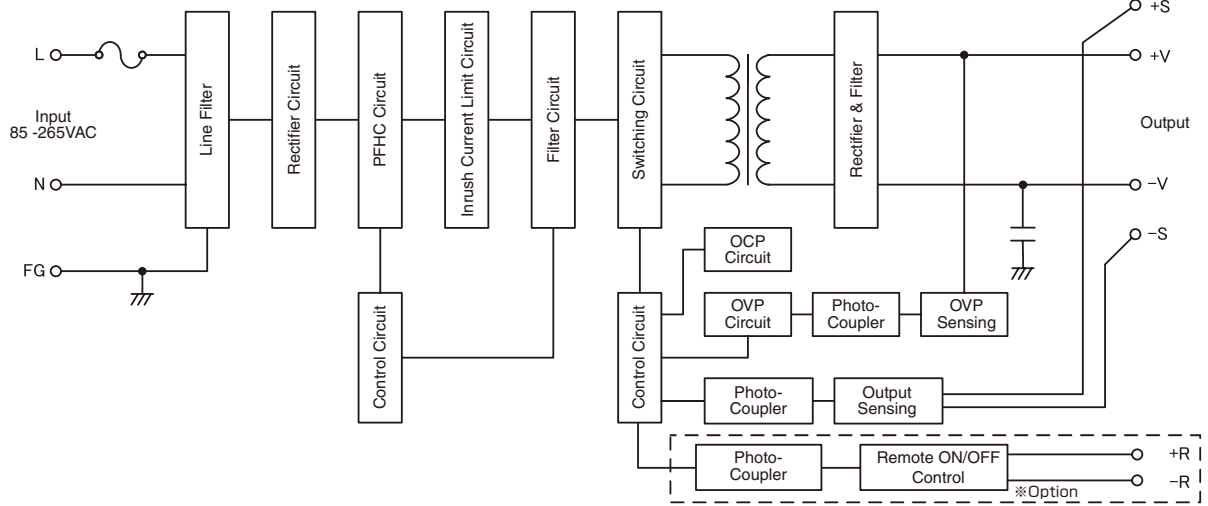 +S
L
+V
Input
85 -265VAC
Line Filter
Rectifier Circuit
PFHC Circuit
Inrush Current Limit Circuit
Filter Circuit
Switching Circuit
Rectifier & Filter
Output
N
−V
−S
FG
OCP
Circuit
Control Circuit
Control Circuit
OVP
Circuit
Photo-
Coupler
OVP
Sensing
Photo-
Coupler
Output
Sensing
Photo-
Coupler
Remote ON/OFF
Control
+R
−R
※Option